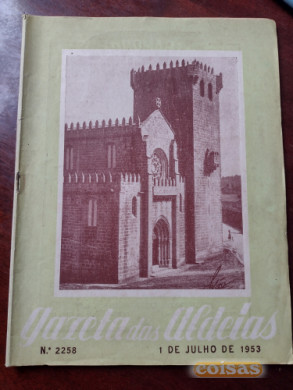 Gazeta das Aldeias
N.º 2258 1 DE JULHO DE 1953
coisas